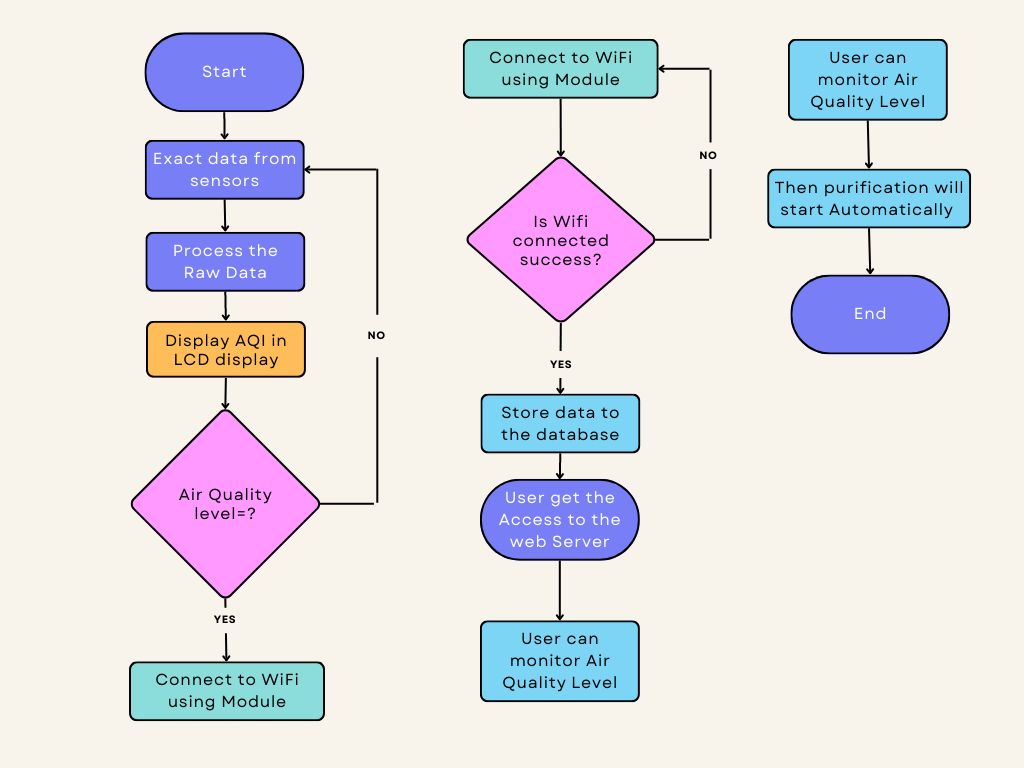 Start
Exact data from
sensors
Process the
Raw Data
Display AQI in
LCD display
NO
Air Quality
level=?
YES
Connect to WiFi
using Module
Connect to WiFi
using Module
NO
Is Wifi
connected
success?
YES
Store data to
the database
User get the
Access to the
web Server
User can
monitor Air
Quality Level
User can
monitor Air
Quality Level
Then purification will
start Automatically
End